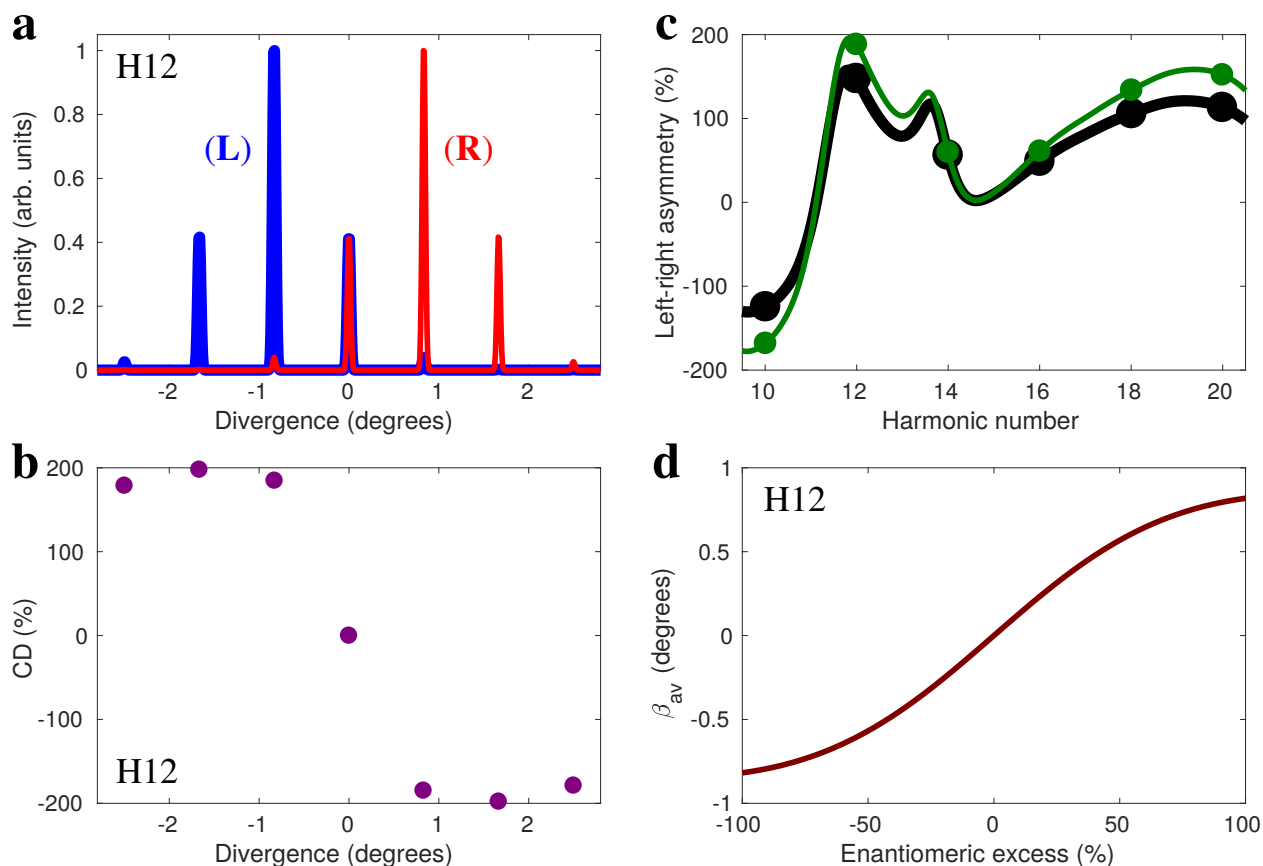 a
H12
(L)
(R)
Intensity (arb. units)
1
0.8
0.6
0.4
0.2
0
-2
-1
0
1
2
Divergence (degrees)
c
Left-right asymmetry (%)
200
100
0
-100
-200
10
12
14
16
18
20
Harmonic number
b
CD (%)
200
100
0
-100
-200
H12
-2
-1
0
1
2
Divergence (degrees)
d
H12
βav (degrees)
1
0.5
0
-0.5
-1
-100
-50
0
50
100
Enantiomeric excess (%)